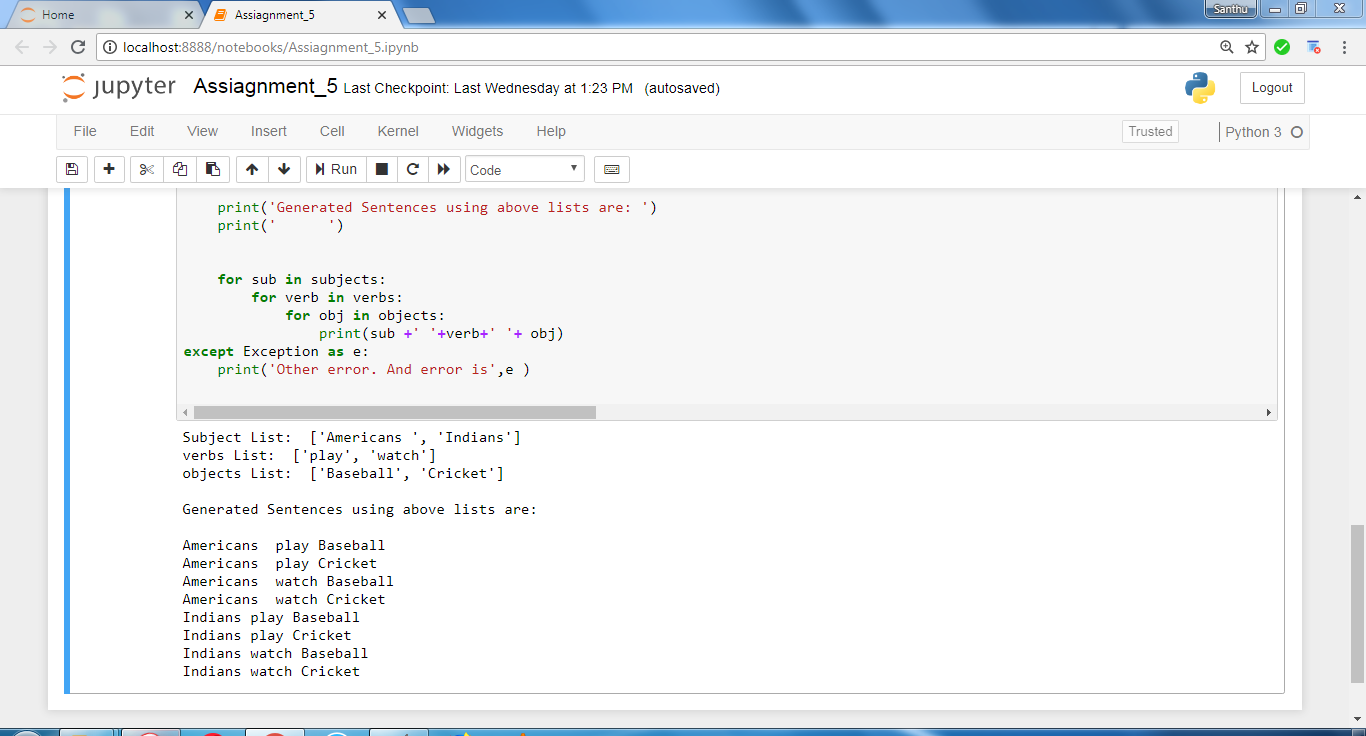 Home
Assiagnment_5
Santhu
localhost:8888/notebooks/Assiagnment_5.ipynb
jupyter Assiagnment_5 Last Checkpoint: Last Wednesday at 1:23 PM (autosaved)
Logout
File Edit View Insert Cell Kernel Widgets Help
Trusted
Python 3
Run
Code
    print('Generated Sentences using above lists are: ')
    print('      ')
    for sub in subjects:
        for verb in verbs:
            for obj in objects:
                print(sub +' '+verb+' '+ obj)
except Exception as e:
    print('Other error. And error is',e )
Subject List:  ['Americans ', 'Indians']
verbs List:  ['play', 'watch']
objects List:  ['Baseball', 'Cricket']
Generated Sentences using above lists are:
Americans  play Baseball
Americans  play Cricket
Americans  watch Baseball
Americans  watch Cricket
Indians play Baseball
Indians play Cricket
Indians watch Baseball
Indians watch Cricket